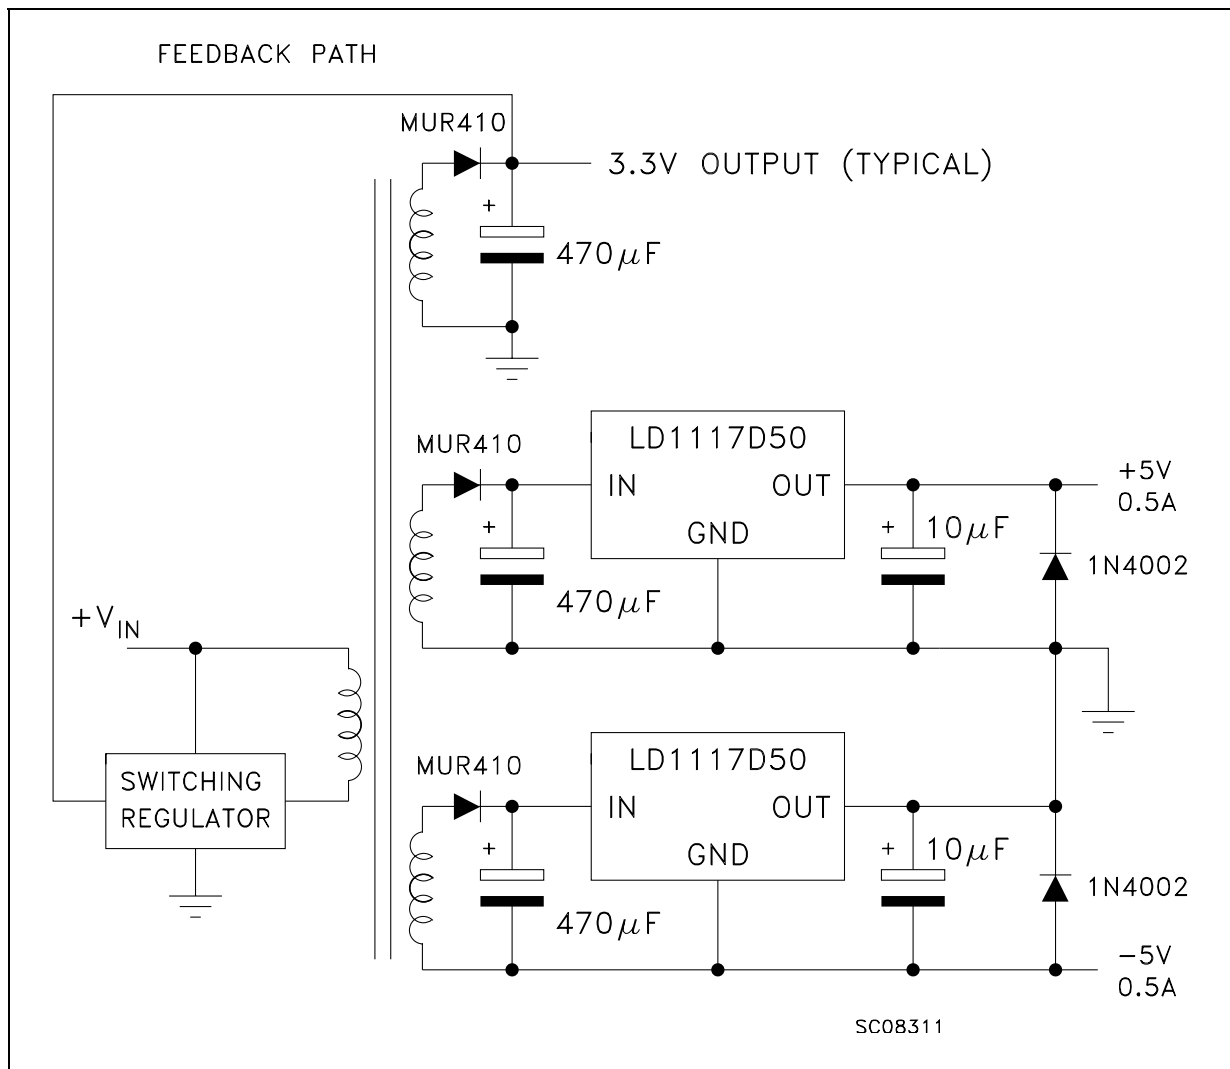 FEEDBACK PATH
MUR410
3.3V OUTPUT (TYPICAL)
+
470μF
MUR410
LD1117D50
IN
OUT
GND
+
470μF
+
10μF
+5V
0.5A
1N4002
+VIN
SWITCHING
REGULATOR
MUR410
LD1117D50
IN
OUT
GND
+
470μF
+
10μF
1N4002
-5V
0.5A
SC08311